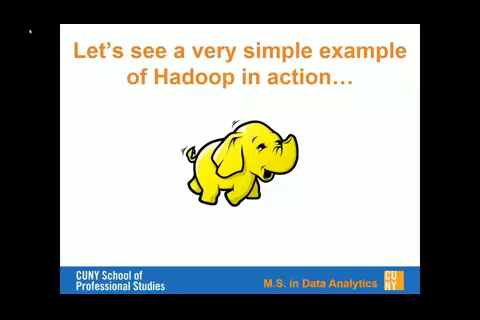 Let's see a very simple example
of Hadoop in action...
CUNY School of
Professional Studies
M.S. in Data Analytics
CU
NY